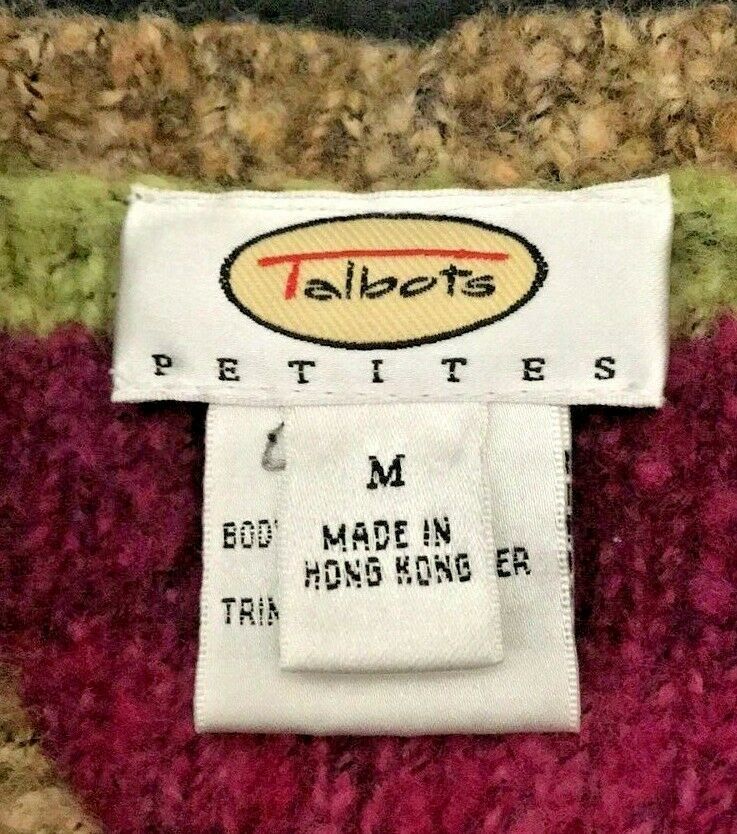 Talbots
PETITES
M
MADE IN
HONG KONG